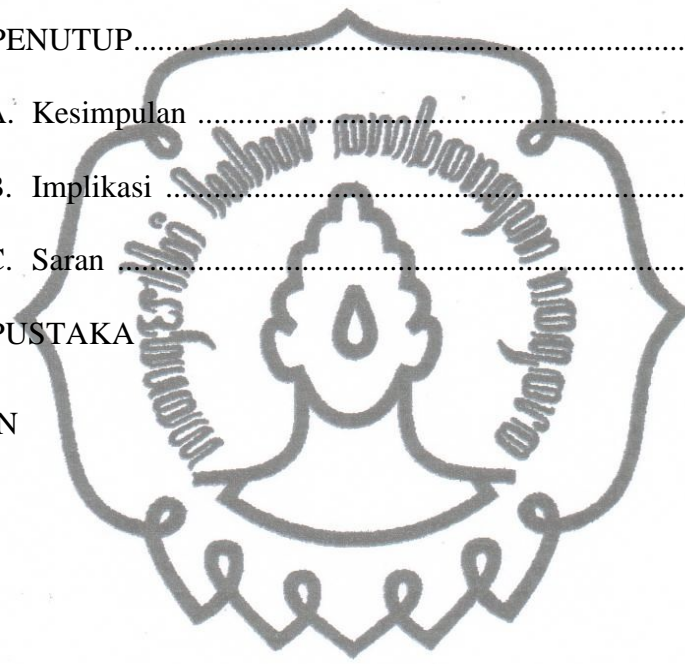 PENUTUP..........................................................................
A. Kesimpulan ................................................................
B. Implikasi ....................................................................
C. Saran ..........................................................................
PUSTAKA
N